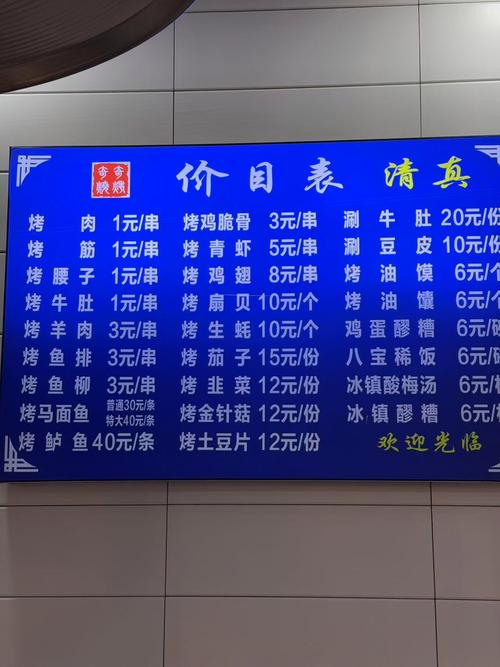 奇奇
烧烤
价目表 清真
烤肉 1元/串
烤筋 1元/串
烤腰子 1元/串
烤牛肚 1元/串
烤羊肉 3元/串
烤鱼排 3元/串
烤鱼柳 3元/串
烤马面鱼 普通30元/条
特大40元/条
烤鲈鱼 40元/条
烤鸡脆骨 3元/串
烤青虾 5元/串
烤鸡翅 8元/串
烤扇贝 10元/个
烤生蚝 10元/个
烤茄子 15元/份
烤韭菜 12元/份
烤金针菇 12元/份
烤土豆片 12元/份
涮牛肚 20元/份
涮豆皮 10元/份
烤油馍 6元/个
烤油馕 6元/个
鸡蛋醪糟 6元/
八宝稀饭 6元/
冰镇酸梅汤 6元/
冰镇醪糟 6元/
欢迎光临